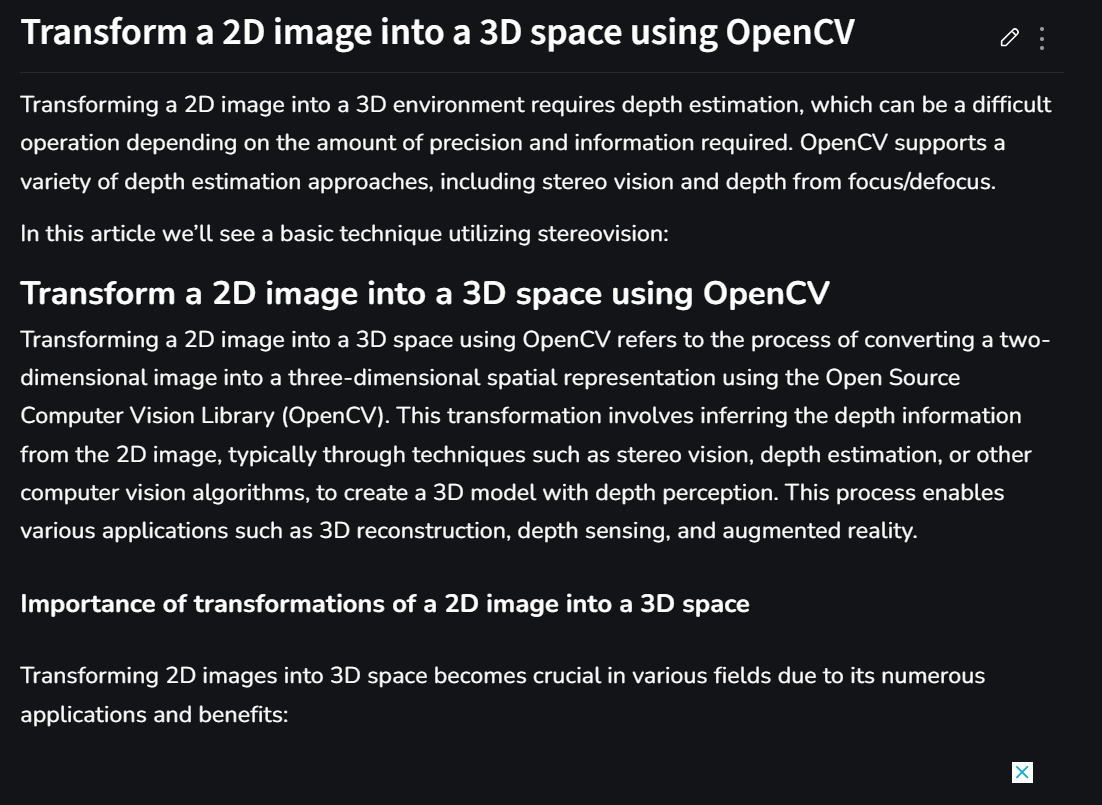 Transform a 2D image into a 3D space using OpenCV
Transforming a 2D image into a 3D environment requires depth estimation, which can be a difficult
operation depending on the amount of precision and information required. OpenCV supports a
variety of depth estimation approaches, including stereo vision and depth from focus/defocus.
In this article we’ll see a basic technique utilizing stereovision:
Transform a 2D image into a 3D space using OpenCV
Transforming a 2D image into a 3D space using OpenCV refers to the process of converting a two-
dimensional image into a three-dimensional spatial representation using the Open Source
Computer Vision Library (OpenCV). This transformation involves inferring the depth information
from the 2D image, typically through techniques such as stereo vision, depth estimation, or other
computer vision algorithms, to create a 3D model with depth perception. This process enables
various applications such as 3D reconstruction, depth sensing, and augmented reality.
Importance of transformations of a 2D image into a 3D space
Transforming 2D images into 3D space becomes crucial in various fields due to its numerous
applications and benefits: